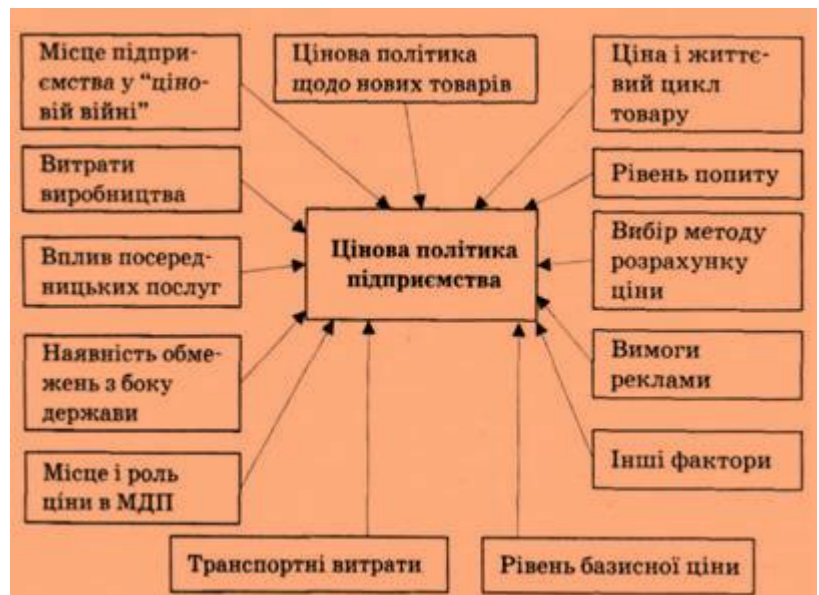 Місце підпри-
ємства у “ціно-
вій війні”
Цінова політика
щодо нових товарів
Ціна і життє-
вий цикл
товару
Витрати
виробництва
Рівень попиту
Цінова політика
підприємства
Вплив посеред-
ницьких послуг
Вибір методу
розрахунку
ціни
Наявність обме-
жень з боку
держави
Вимоги
реклами
Місце і роль
ціни в МДП
Інші фактори
Транспортні витрати
Рівень базисної ціни